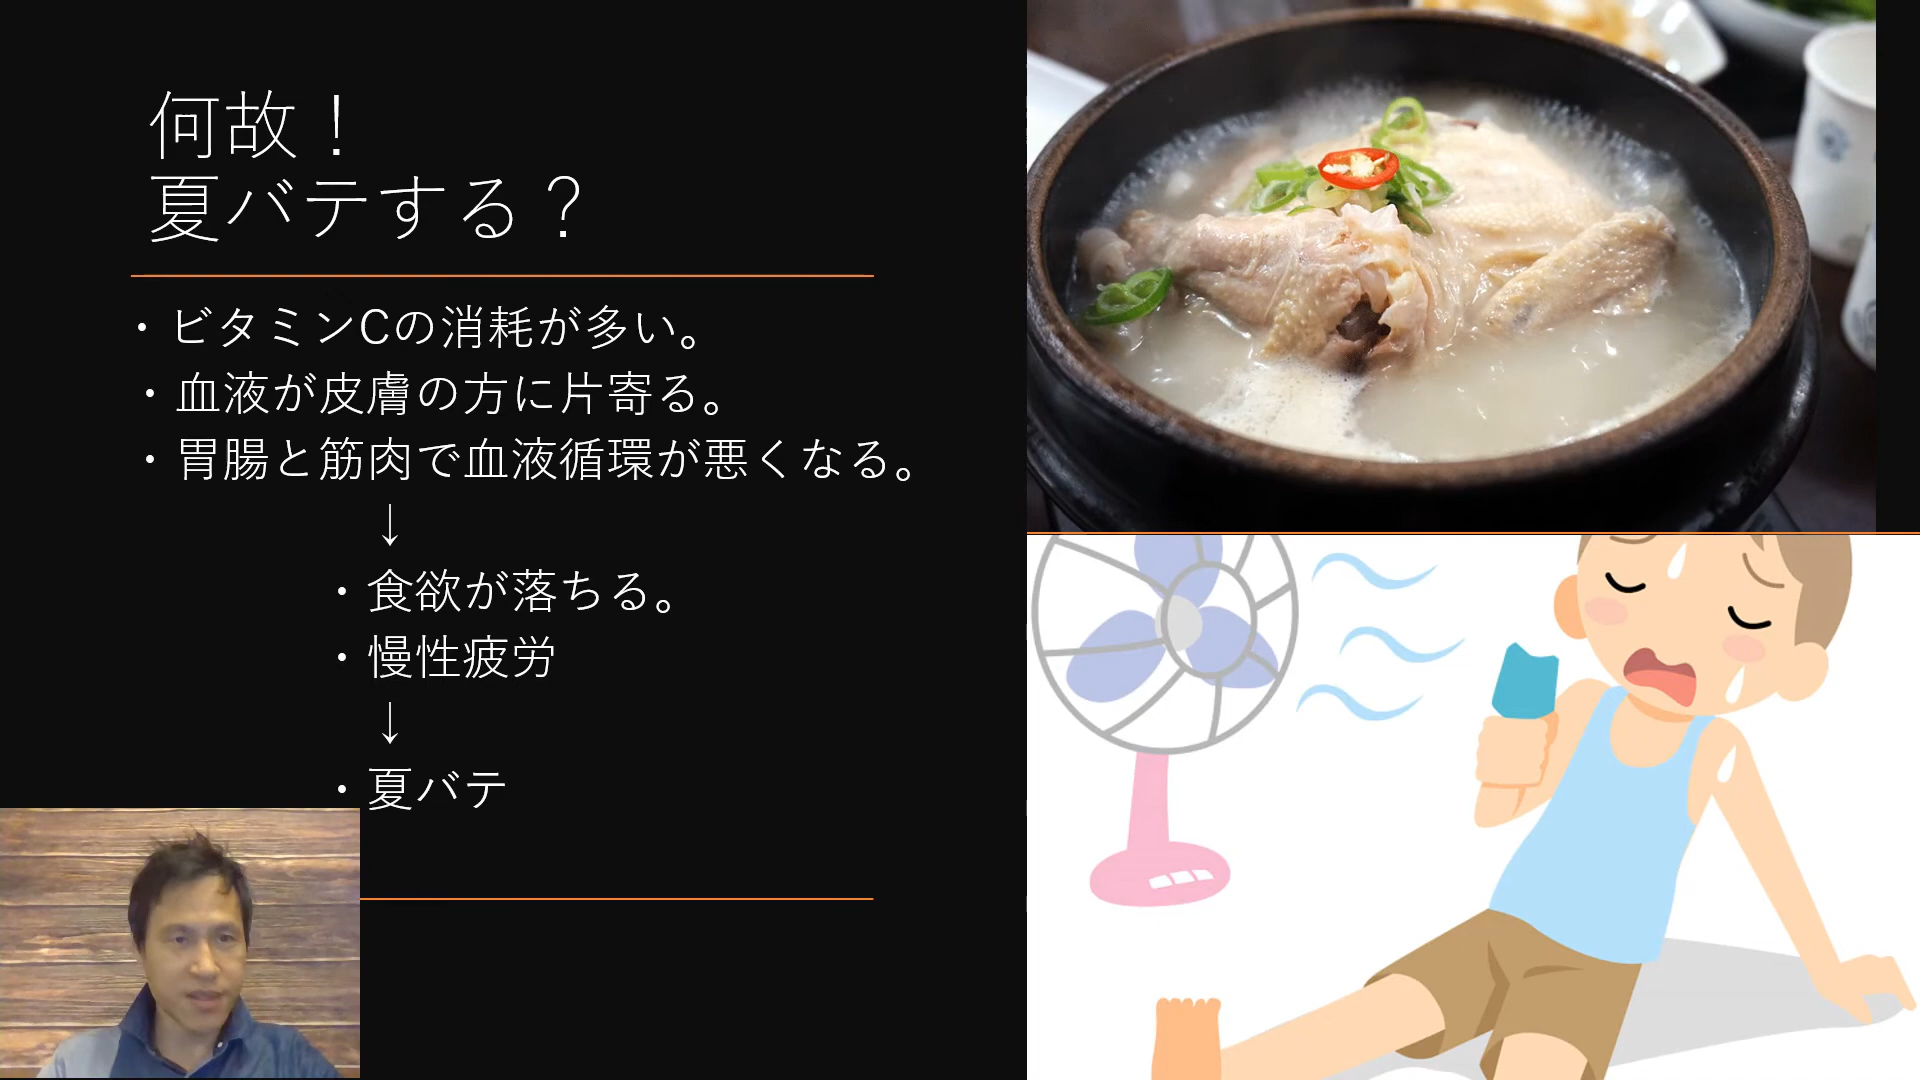 何故！
夏バテする？
・ビタミンCの消耗が多い。
・血液が皮膚の方に片寄る。
・胃腸と筋肉で血液循環が悪くなる。
↓
・食欲が落ちる。
・慢性疲労
↓
・夏バテ